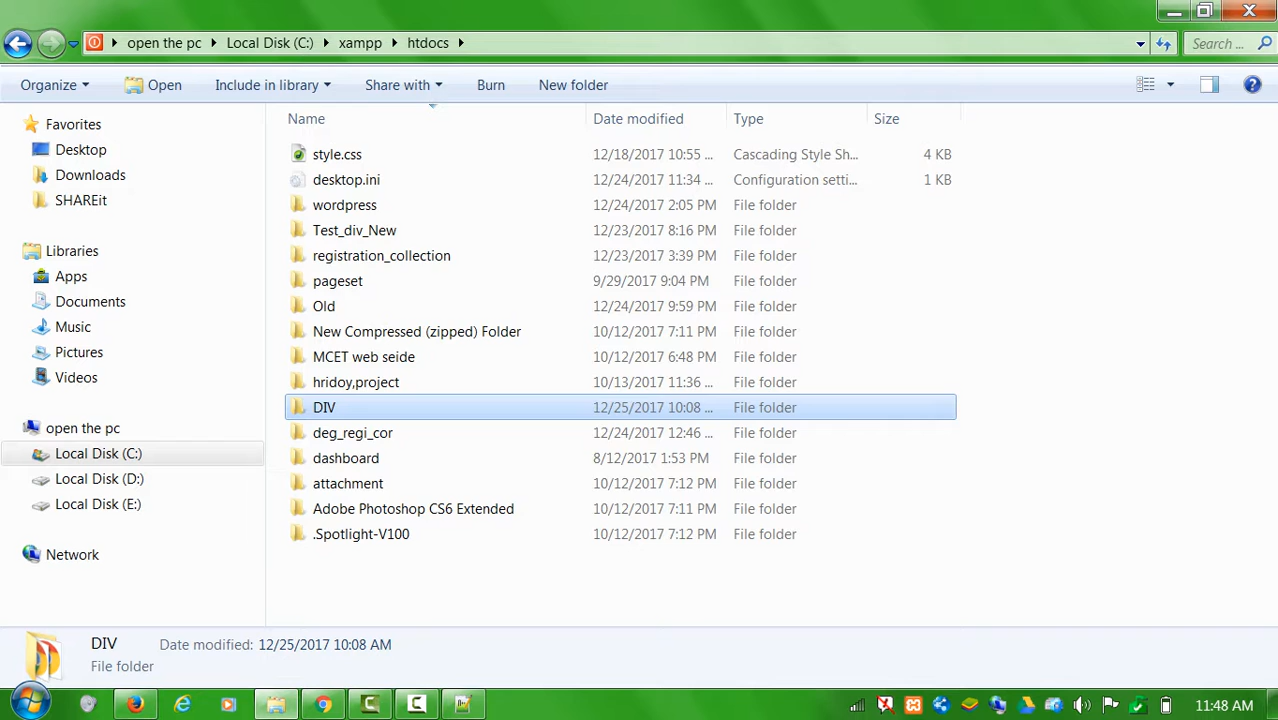 open the pc Local Disk (C:) xampp htdocs Search ...
Organize Open Include in library Share with Burn New folder
Favorites
Desktop
Downloads
SHAREit
Libraries
Apps
Documents
Music
Pictures
Videos
open the pc
Local Disk (C:)
Local Disk (D:)
Local Disk (E:)
Network
Name Date modified Type Size
style.css 12/18/2017 10:55 ... Cascading Style Sh... 4 KB
desktop.ini 12/24/2017 11:34 ... Configuration setti... 1 KB
wordpress 12/24/2017 2:05 PM File folder
Test_div_New 12/23/2017 8:16 PM File folder
registration_collection 12/23/2017 3:39 PM File folder
pageset 9/29/2017 9:04 PM File folder
Old 12/24/2017 9:59 PM File folder
New Compressed (zipped) Folder 10/12/2017 7:11 PM File folder
MCET web seide 10/12/2017 6:48 PM File folder
hridoy,project 10/13/2017 11:36 ... File folder
DIV 12/25/2017 10:08 ... File folder
deg_regi_cor 12/24/2017 12:46 ... File folder
dashboard 8/12/2017 1:53 PM File folder
attachment 10/12/2017 7:12 PM File folder
Adobe Photoshop CS6 Extended 10/12/2017 7:11 PM File folder
.Spotlight-V100 10/12/2017 7:12 PM File folder
DIV Date modified: 12/25/2017 10:08 AM
File folder
11:48 AM